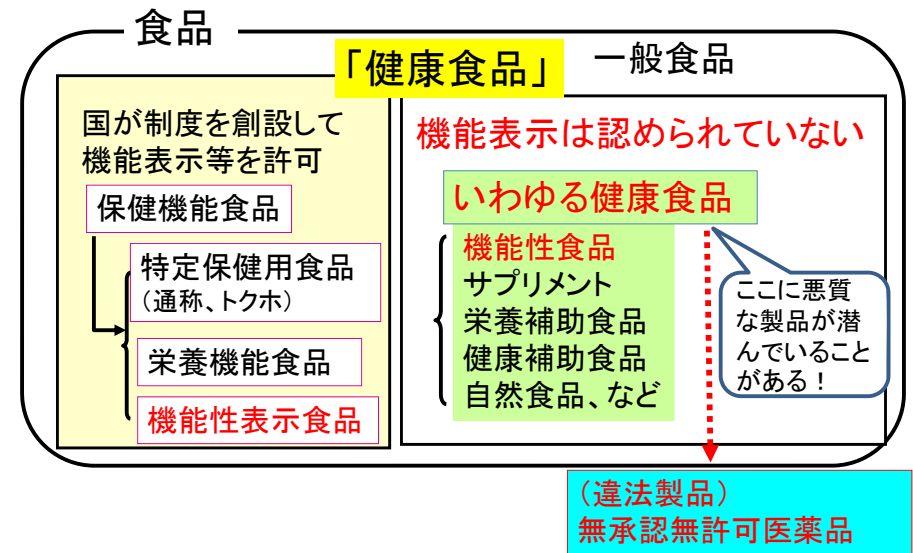 食品
「健康食品」
一般食品
国が制度を創設して
機能表示等を許可
保健機能食品
特定保健用食品
（通称、トクホ）
栄養機能食品
機能性表示食品
機能表示は認められていない
いわゆる健康食品
機能性食品
サプリメント
栄養補助食品
健康補助食品
自然食品、など
ここに悪質
な製品が潜
んでいること
がある！
（違法製品）
無承認無許可医薬品